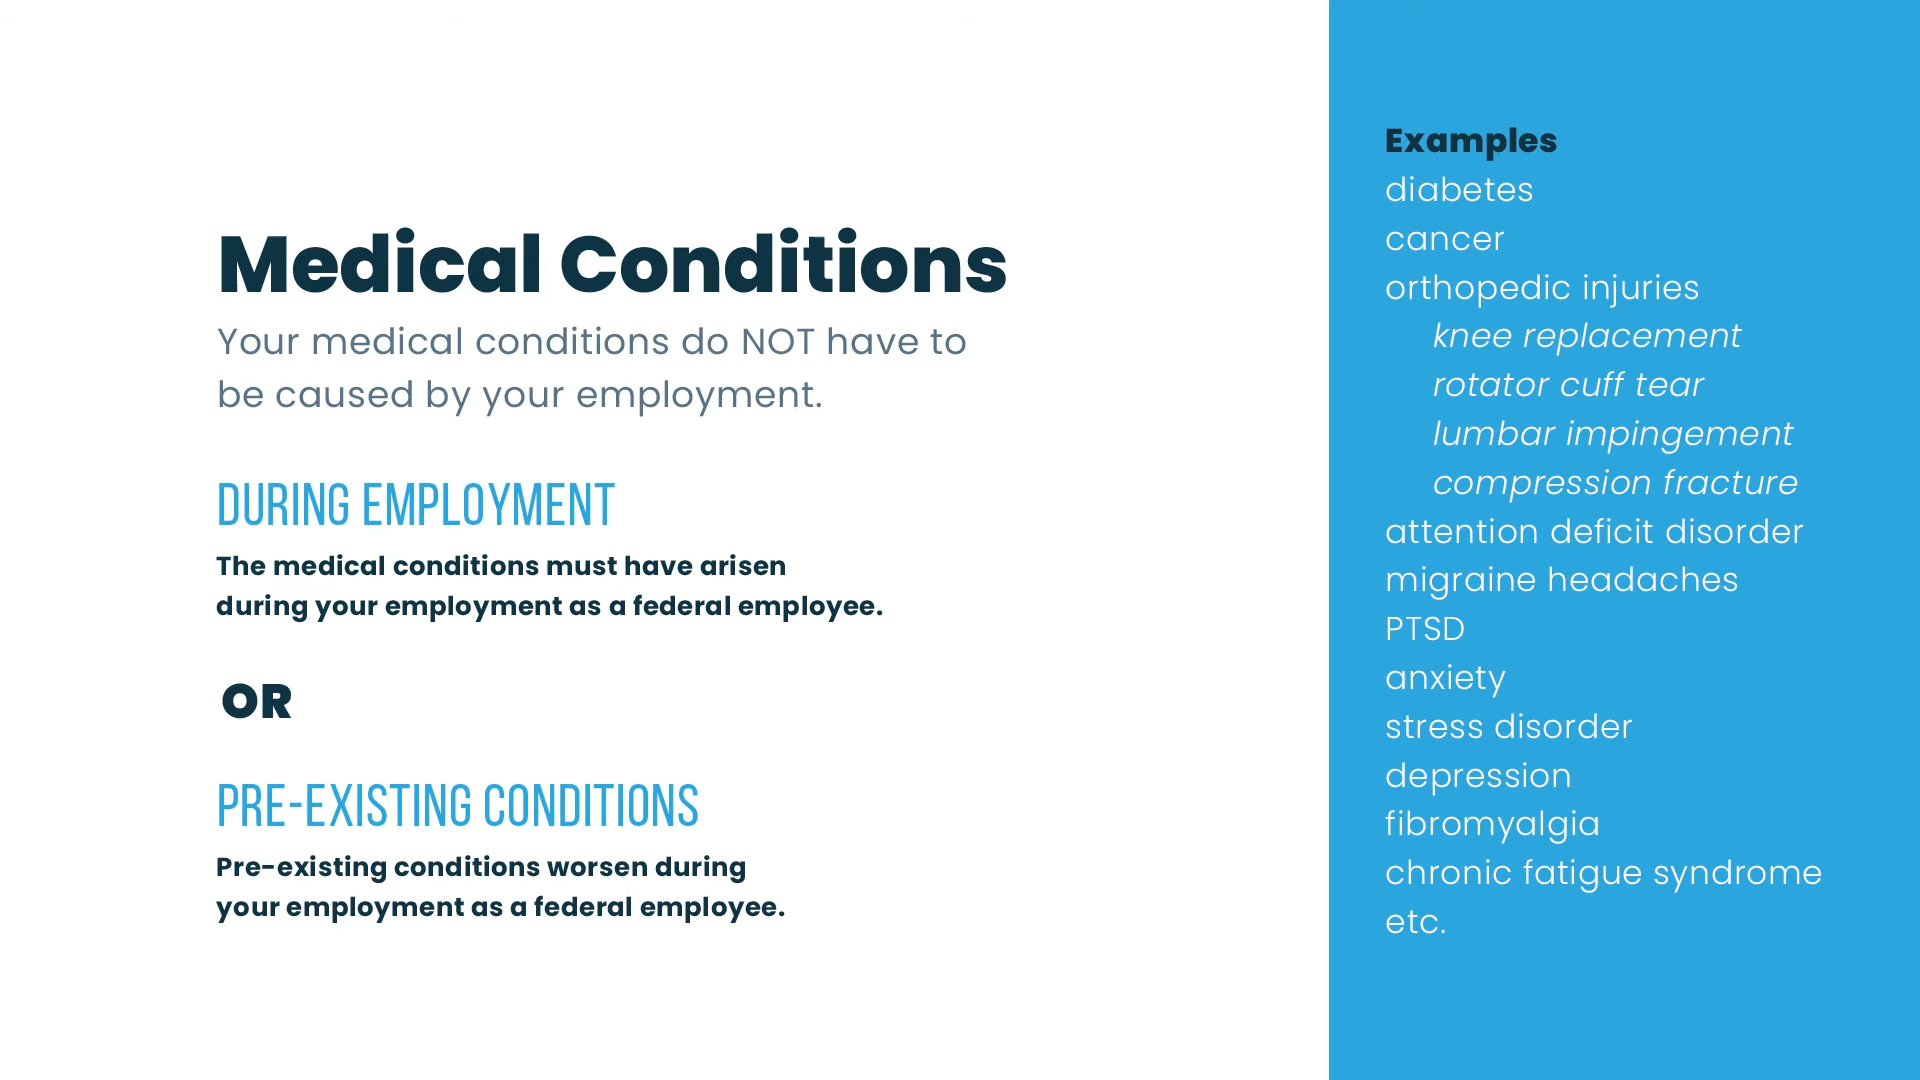 Medical Conditions
Your medical conditions do NOT have to
be caused by your employment.
DURING EMPLOYMENT
The medical conditions must have arisen
during your employment as a federal employee.
OR
PRE-EXISTING CONDITIONS
Pre-existing conditions worsen during
your employment as a federal employee.
Examples
diabetes
cancer
orthopedic injuries
knee replacement
rotator cuff tear
lumbar impingement
compression fracture
attention deficit disorder
migraine headaches
PTSD
anxiety
stress disorder
depression
fibromyalgia
chronic fatigue syndrome
etc.